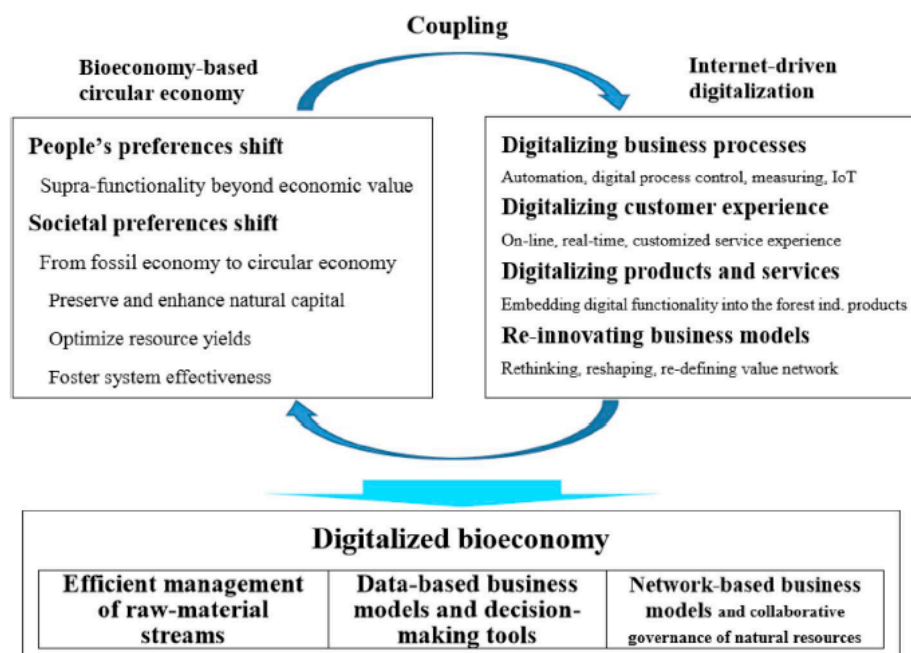 Coupling
Bioeconomy-based
circular economy
Internet-driven
digitalization
People's preferences shift
Supra-functionality beyond economic value
Societal preferences shift
From fossil economy to circular economy
Preserve and enhance natural capital
Optimize resource yields
Foster system effectiveness
Digitalizing business processes
Automation, digital process control, measuring, IoT
Digitalizing customer experience
On-line, real-time, customized service experience
Digitalizing products and services
Embedding digital functionality into the forest ind. products
Re-innovating business models
Rethinking, reshaping, re-defining value network
Digitalized bioeconomy
Efficient management
of raw-material
streams
Data-based business
models and decision-
making tools
Network-based business
models and collaborative
governance of natural resources